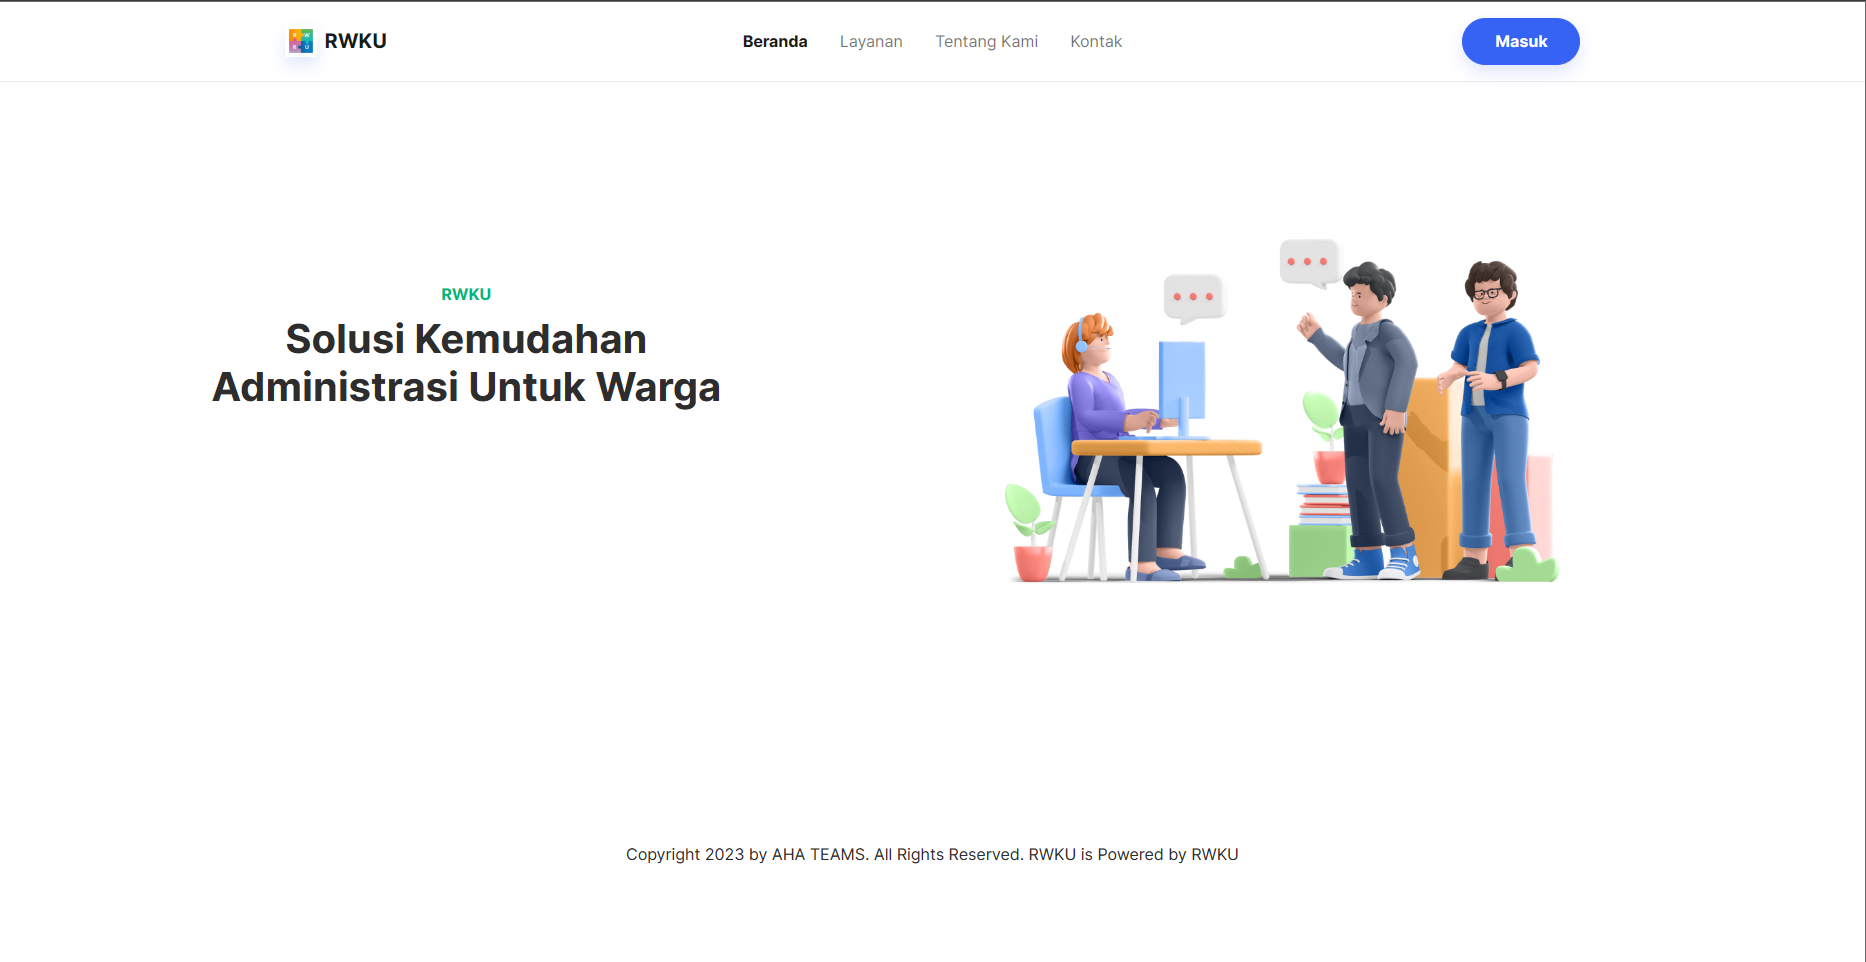 RWKU
Beranda
Layanan
Tentang Kami
Kontak
Masuk
RWKU
Solusi Kemudahan
Administrasi Untuk Warga
Copyright 2023 by AHA TEAMS. All Rights Reserved. RWKU is Powered by RWKU